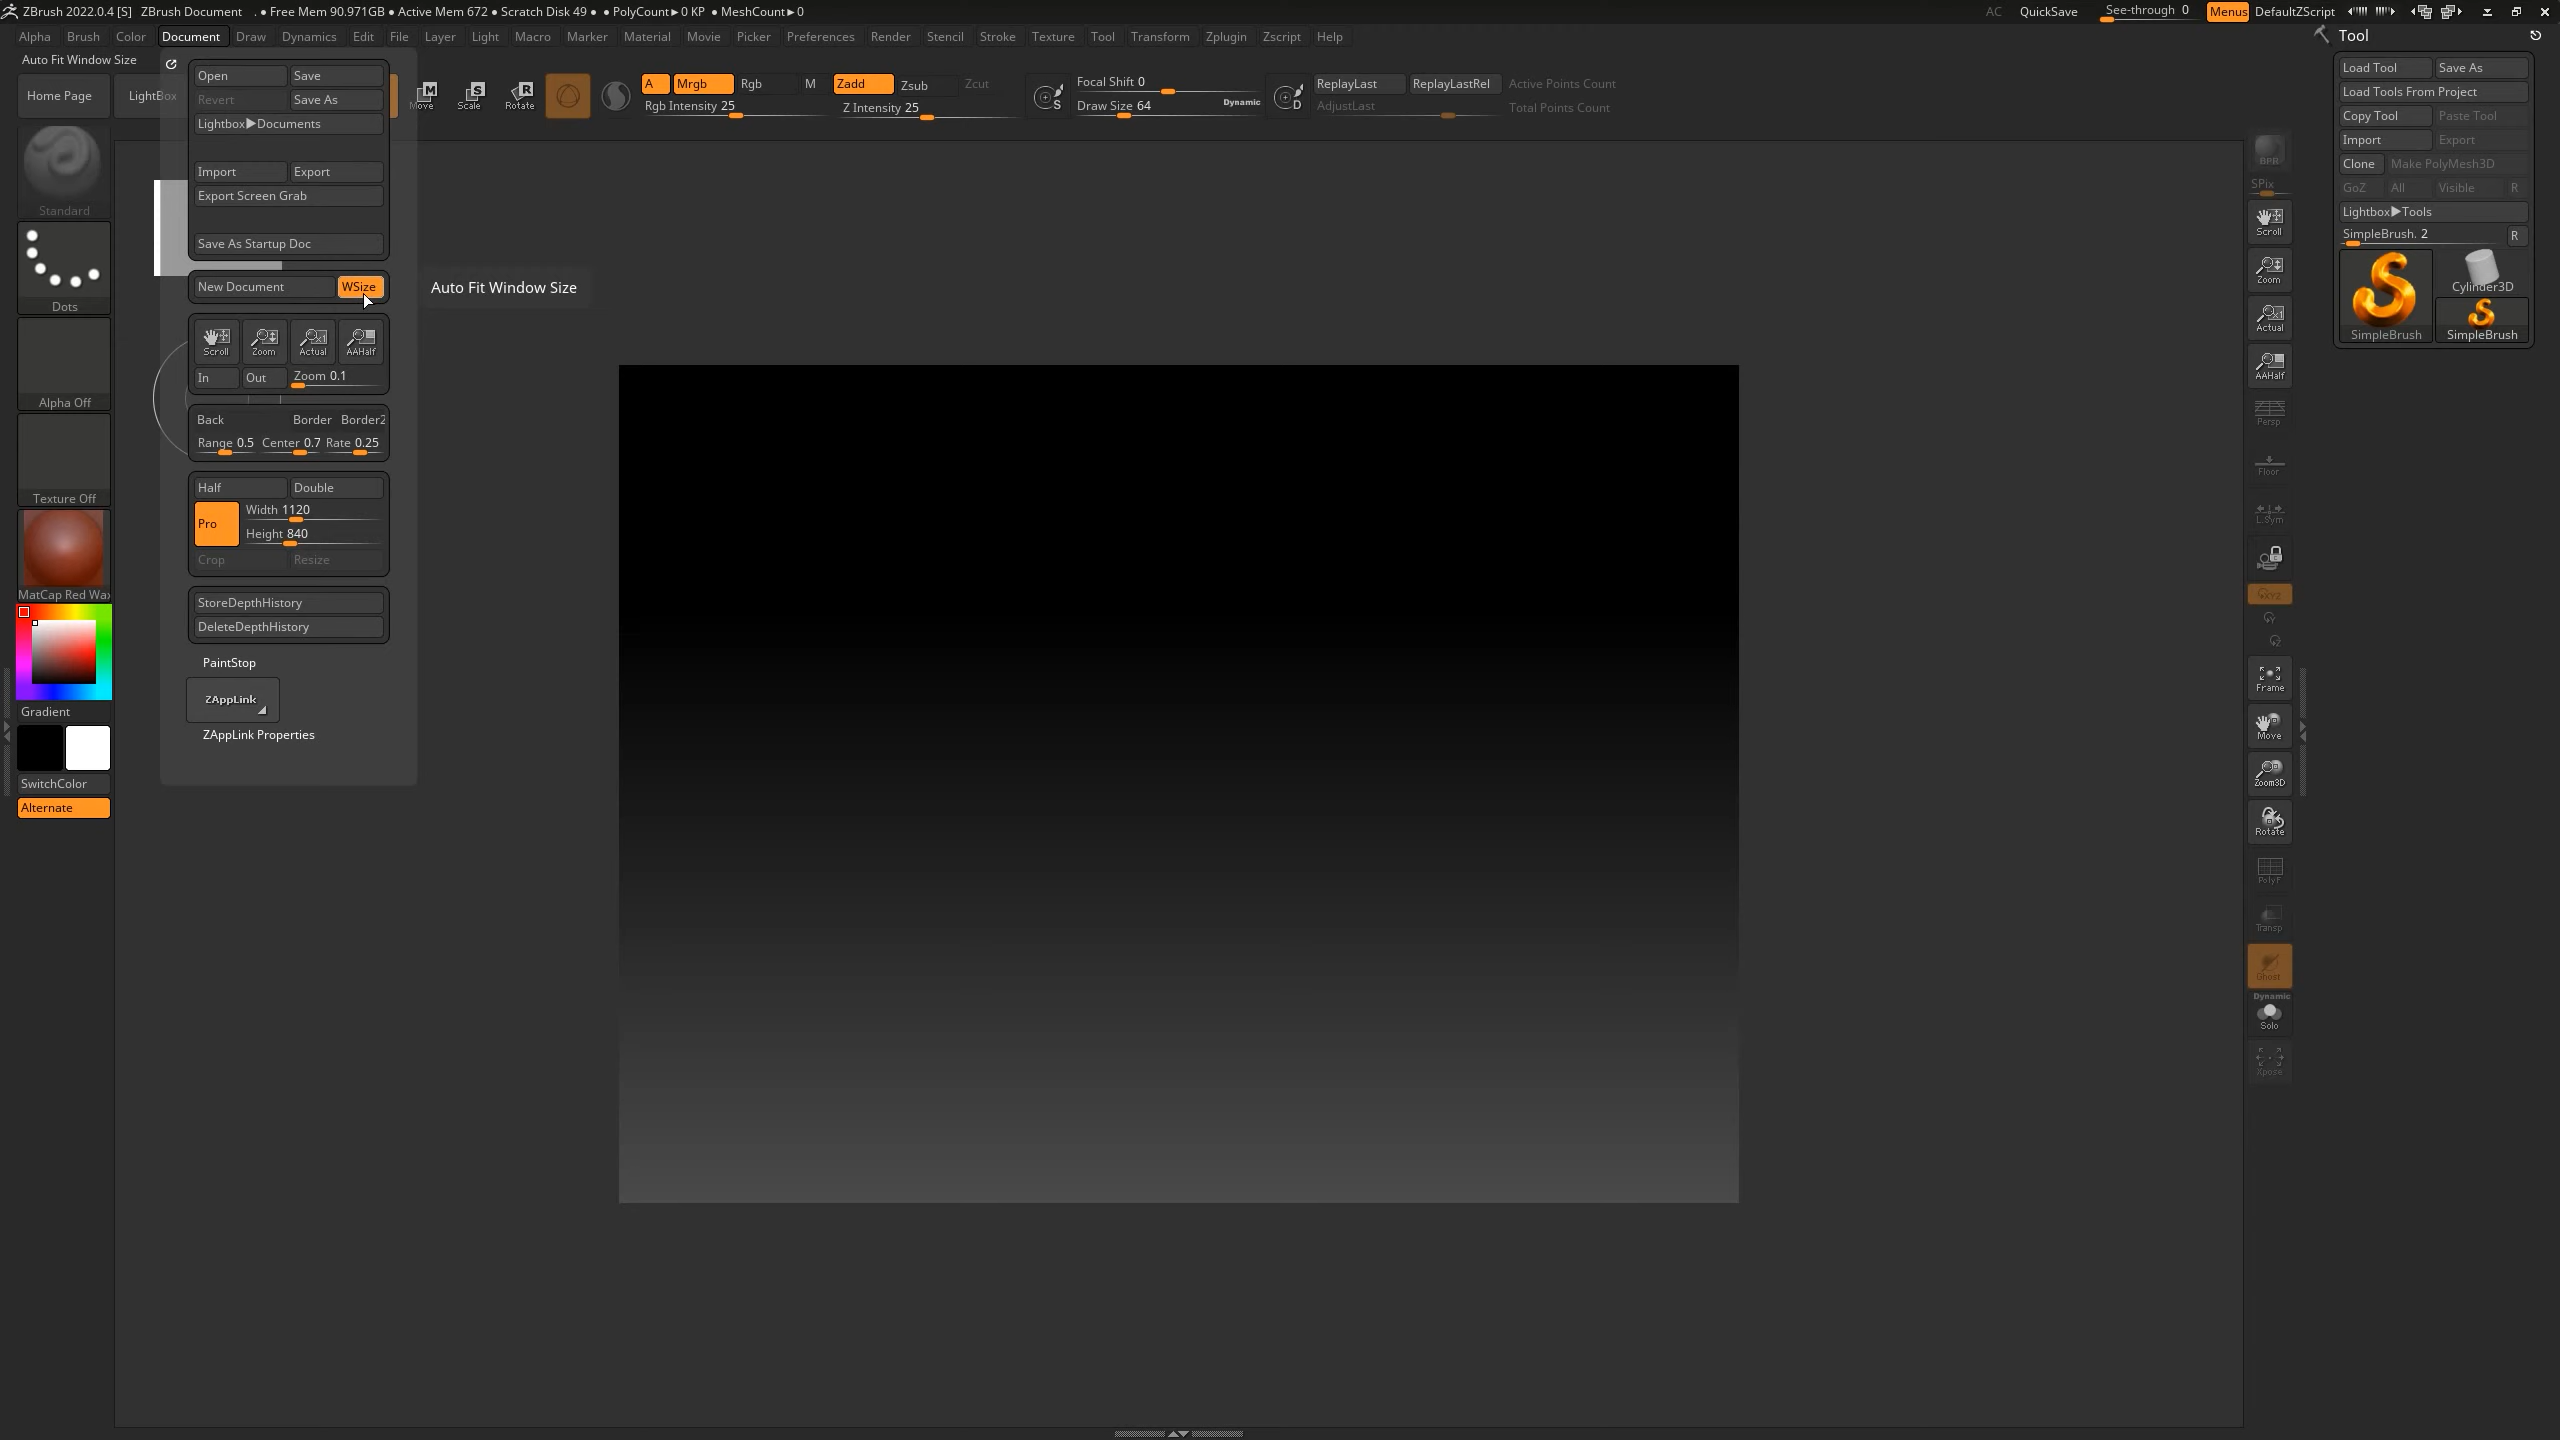 ZBrush 2022.0.4 [S] ZBrush Document . • Free Mem 90.971GB • Active Mem 672 • Scratch Disk 49 • • PolyCount► 0 KP • MeshCount► 0 AC QuickSave See-through 0 Menus DefaultZScript
Alpha Brush Color Document Draw Dynamics Edit File Layer Light Macro Marker Material Movie Picker Preferences Render Stencil Stroke Texture Tool Transform Zplugin Zscript Help
Auto Fit Window Size
Home Page LightBox
Move Scale Rotate
A Mrgb Rgb M Zadd Zsub Zcut
Rgb Intensity 25 Z Intensity 25
Focal Shift 0
Draw Size 64 Dynamic
ReplayLast ReplayLastRel Active Points Count
AdjustLast Total Points Count
Standard
Dots
Alpha Off
Texture Off
MatCap Red Wax
Gradient
SwitchColor
Alternate
Open Save
Revert Save As
Lightbox►Documents
Import Export
Export Screen Grab
Save As Startup Doc
New Document WSize
Auto Fit Window Size
Scroll Zoom Actual AAHalf
In Out Zoom 0.1
Back Border Border2
Range 0.5 Center 0.7 Rate 0.25
Half Double
Pro Width 1120
Height 840
Crop Resize
StoreDepthHistory
DeleteDepthHistory
PaintStop
ZAppLink
ZAppLink Properties
BPR
SPix
Scroll
Zoom
Actual
AAHalf
Persp
Floor
L.Sym
XYZ
Frame
Move
Zoom3D
Rotate
PolyF
Transp
Ghost
Dynamic
Solo
Xpose
Tool
Load Tool Save As
Load Tools From Project
Copy Tool Paste Tool
Import Export
Clone Make PolyMesh3D
GoZ All Visible R
Lightbox►Tools
SimpleBrush. 2 R
Cylinder3D
SimpleBrush SimpleBrush